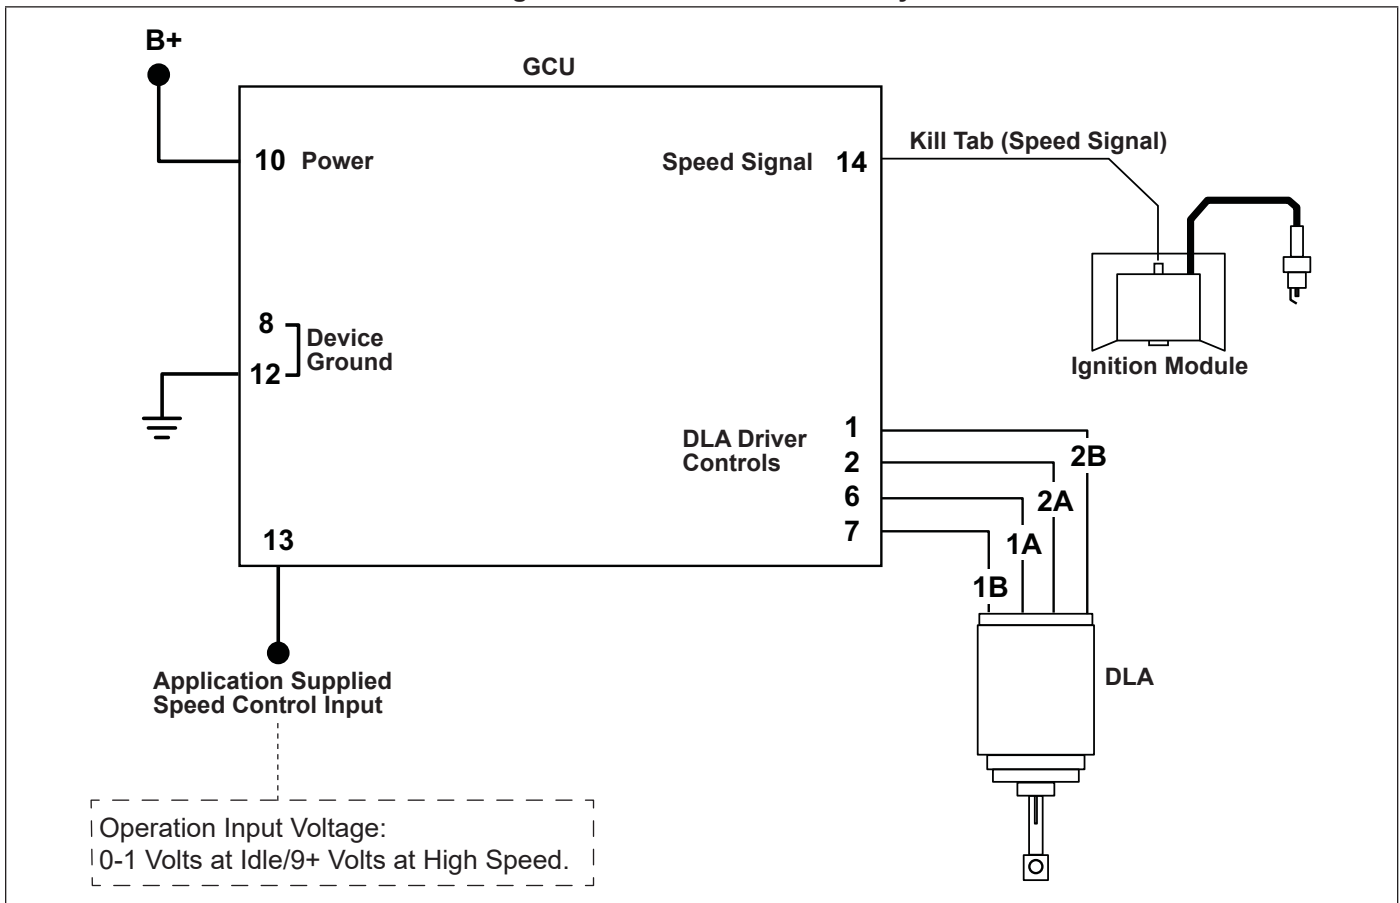 B+
GCU
10 Power
Speed Signal 14
Kill Tab (Speed Signal)
Ignition Module
8
Device
Ground
12
DLA Driver
Controls
1
2
6
7
2B
2A
1A
1B
DLA
13
Application Supplied
Speed Control Input
Operation Input Voltage:
0-1 Volts at Idle/9+ Volts at High Speed.